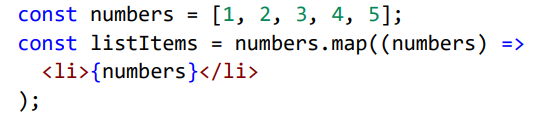 const numbers = [1, 2, 3, 4, 5];
const listItems = numbers.map((numbers) =>
  <li>{numbers}</li>
);